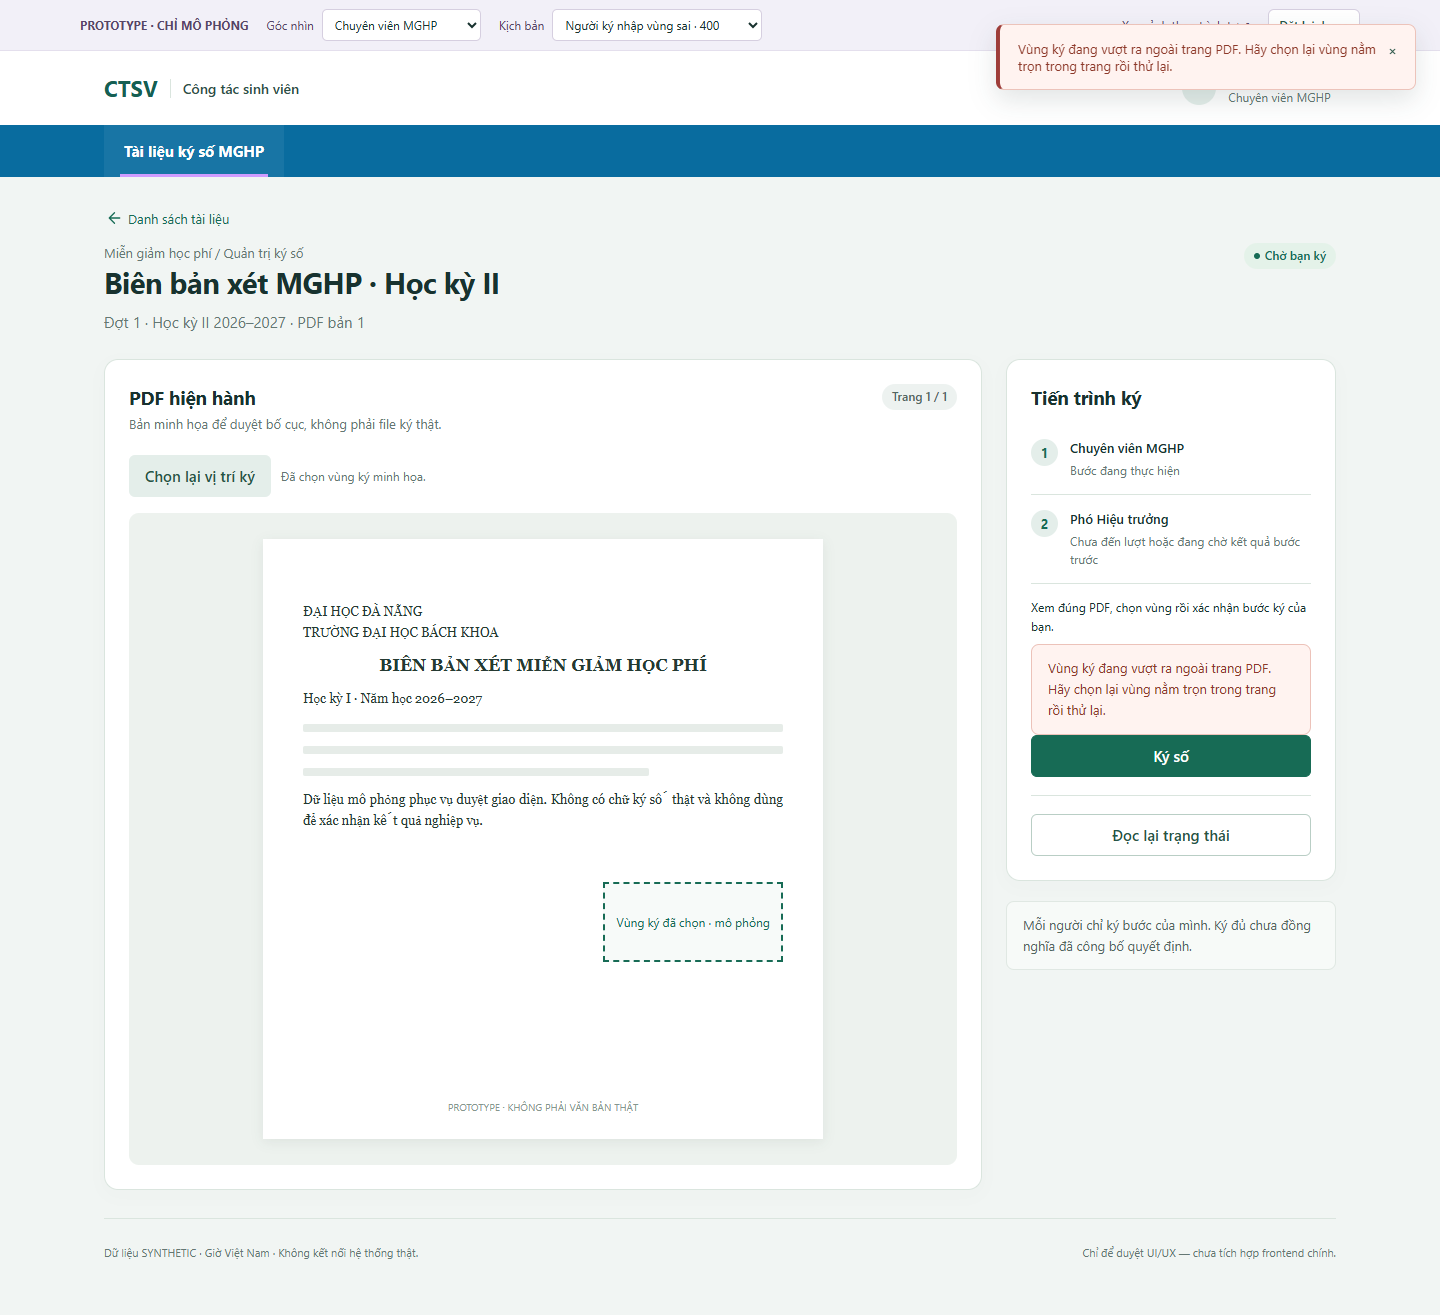 PROTOTYPE · CHỈ MÔ PHỎNG
Góc nhìn
Chuyên viên MGHP
Kịch bản
Người ký nhập vùng sai · 400
Vùng ký đang vượt ra ngoài trang PDF. Hãy chọn lại vùng nằm
trọn trong trang rồi thử lại.
×
CTSV
Công tác sinh viên
Chuyên viên MGHP
Tài liệu ký số MGHP
← Danh sách tài liệu
Miễn giảm học phí / Quản trị ký số
Biên bản xét MGHP · Học kỳ II
Chờ bạn ký
Đợt 1 · Học kỳ II 2026–2027 · PDF bản 1
PDF hiện hành
Trang 1 / 1
Bản minh họa để duyệt bố cục, không phải file ký thật.
Chọn lại vị trí ký
Đã chọn vùng ký minh họa.
ĐẠI HỌC ĐÀ NẴNG
TRƯỜNG ĐẠI HỌC BÁCH KHOA
BIÊN BẢN XÉT MIỄN GIẢM HỌC PHÍ
Học kỳ I · Năm học 2026–2027
Dữ liệu mô phỏng phục vụ duyệt giao diện. Không có chữ ký số thật và không dùng
để xác nhận kết quả nghiệp vụ.
Vùng ký đã chọn · mô phỏng
PROTOTYPE · KHÔNG PHẢI VĂN BẢN THẬT
Tiến trình ký
1
Chuyên viên MGHP
Bước đang thực hiện
2
Phó Hiệu trưởng
Chưa đến lượt hoặc đang chờ kết quả bước
trước
Xem đúng PDF, chọn vùng rồi xác nhận bước ký của
bạn.
Vùng ký đang vượt ra ngoài trang PDF.
Hãy chọn lại vùng nằm trọn trong trang
rồi thử lại.
Ký số
Đọc lại trạng thái
Mỗi người chỉ ký bước của mình. Ký đủ chưa đồng
nghĩa đã công bố quyết định.
Dữ liệu SYNTHETIC · Giờ Việt Nam · Không kết nối hệ thống thật.
Chỉ để duyệt UI/UX — chưa tích hợp frontend chính.